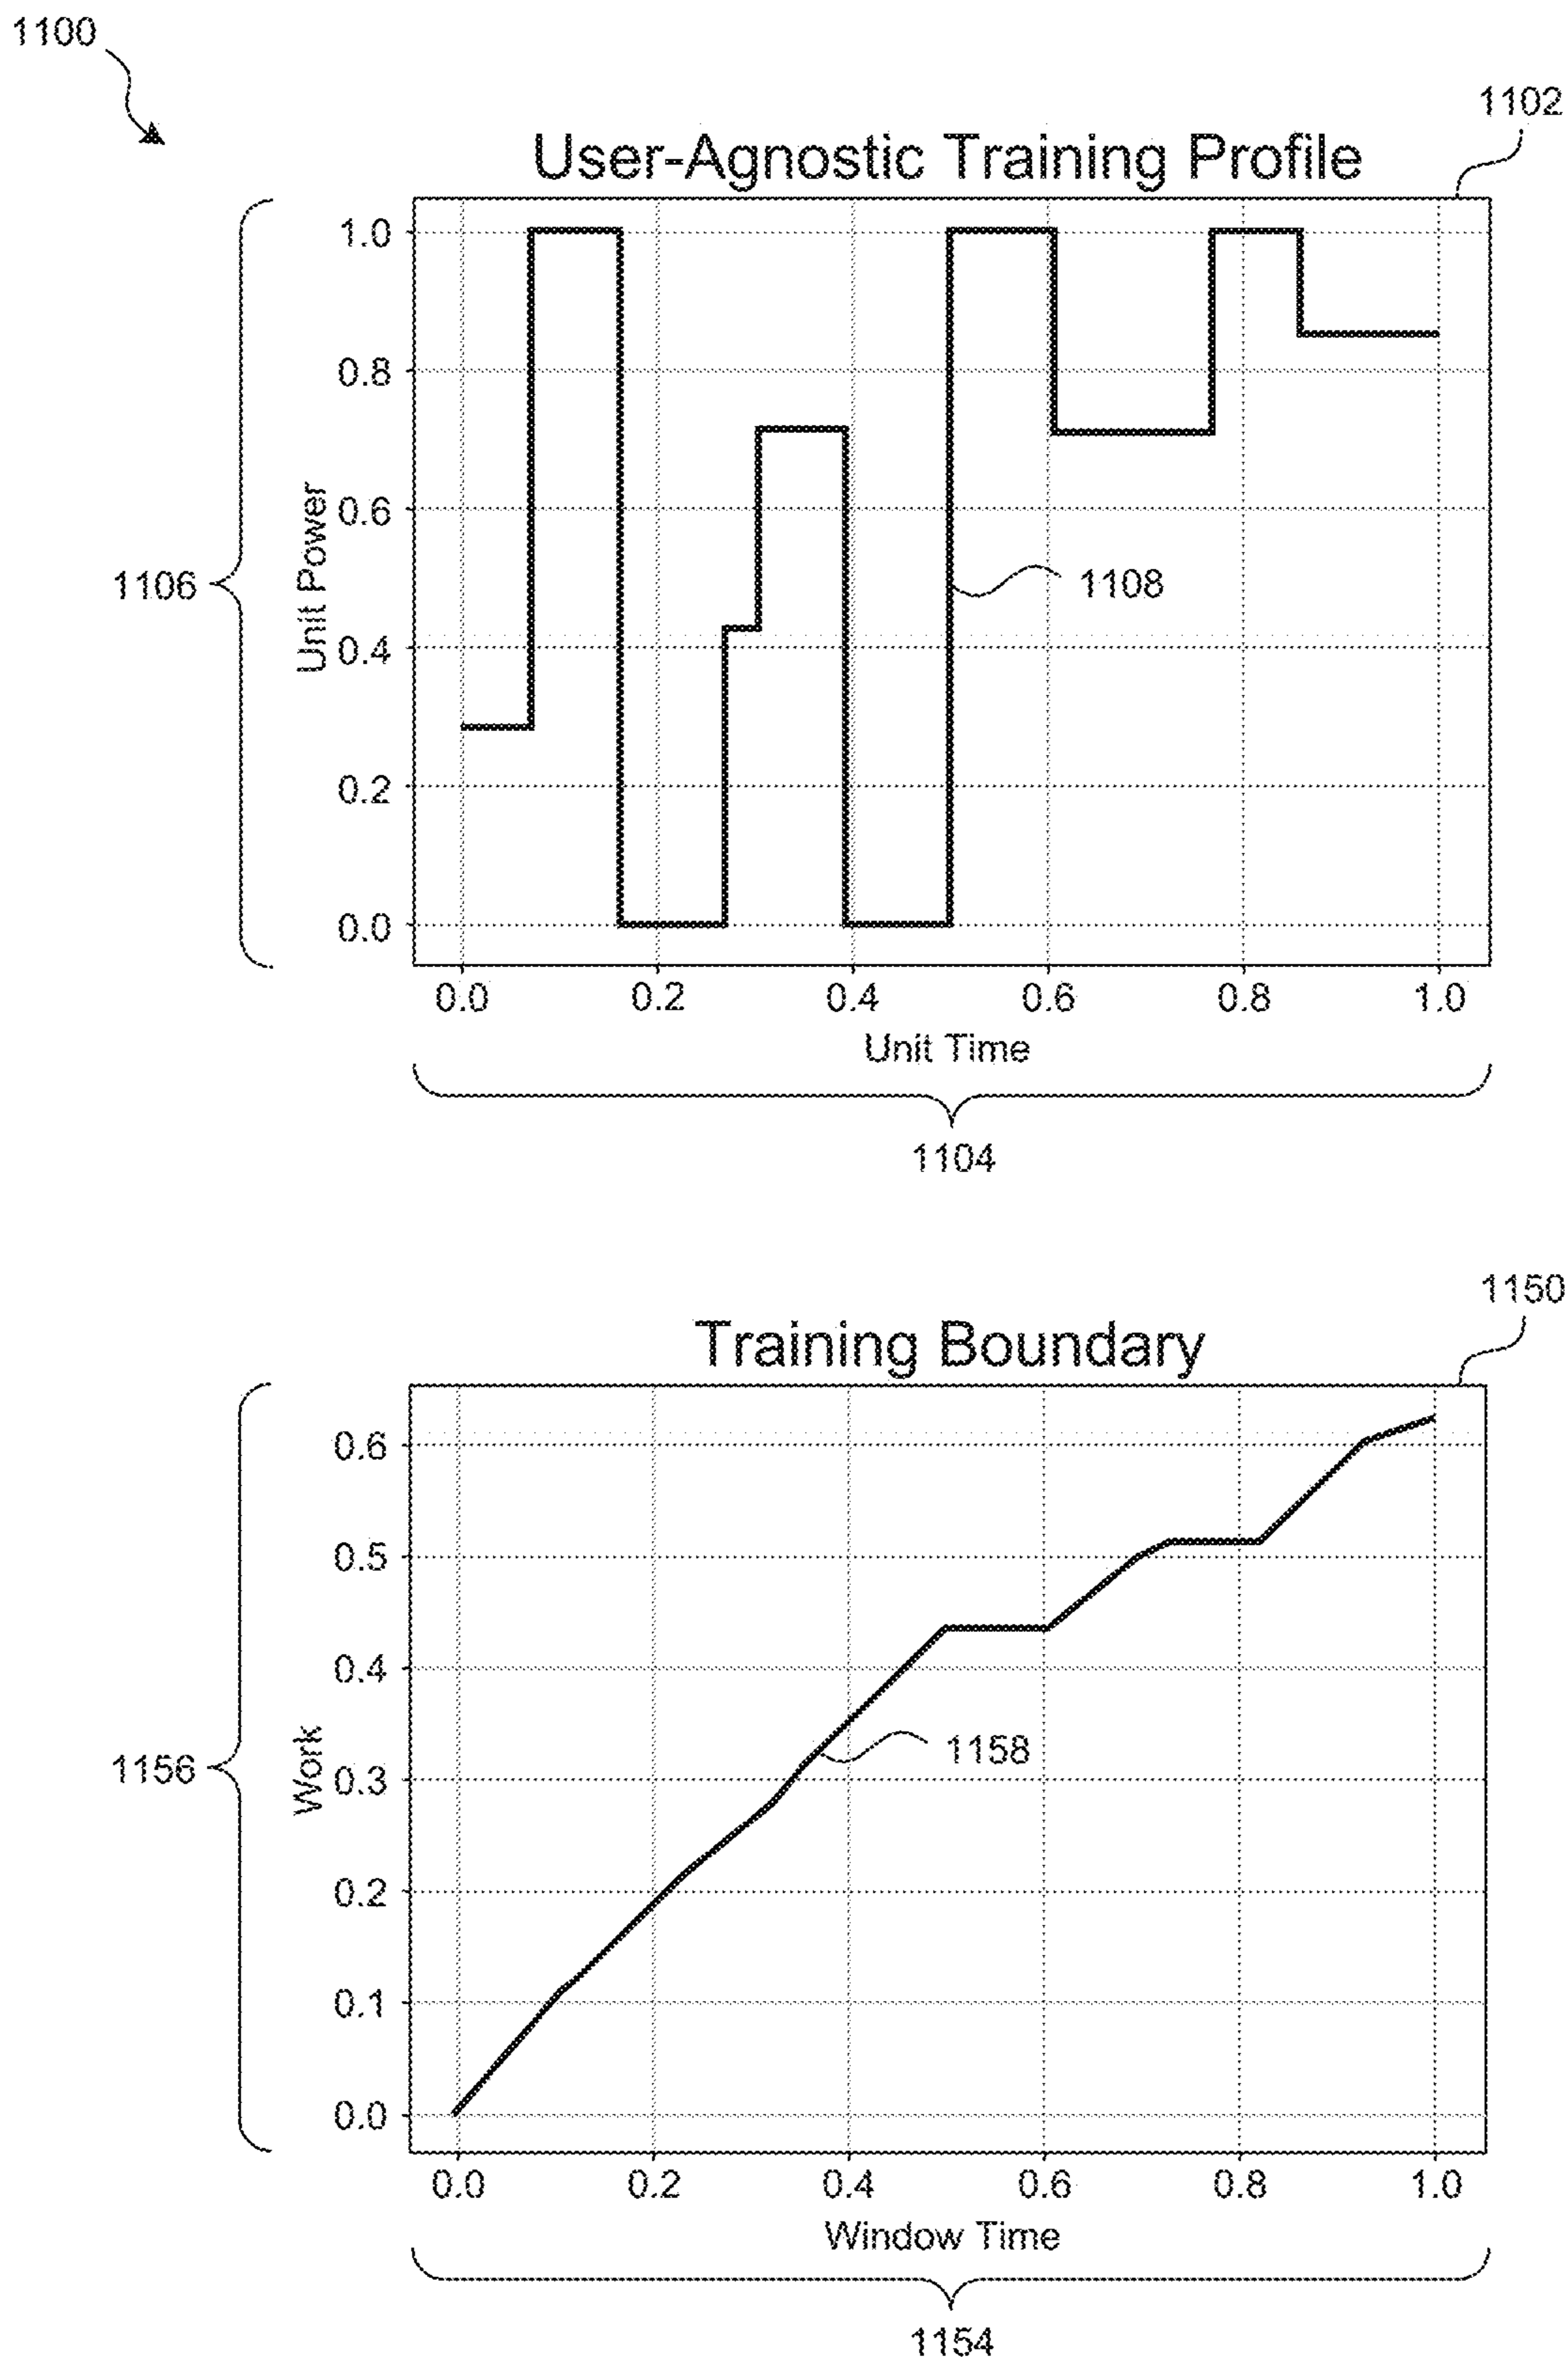 1100
1102
User-Agnostic Training Profile
1.0
0.8
0.6
0.4
0.2
0.0
Unit Power
1106
1108
0.0 0.2 0.4 0.6 0.8 1.0
Unit Time
1104
1150
Training Boundary
0.6
0.5
0.4
0.3
0.2
0.1
0.0
Work
1156
1158
0.0 0.2 0.4 0.6 0.8 1.0
Window Time
1154